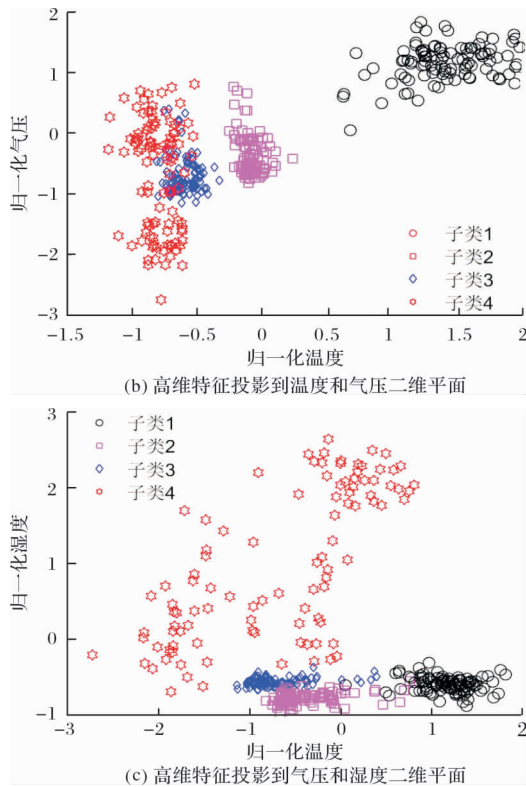 2
1
0
-1
-2
-3
归一化气压
子类1
子类2
子类3
子类4
-1.5 -1 -0.5 0 0.5 1 1.5 2
归一化温度
(b) 高维特征投影到温度和气压二维平面
3
2
1
0
-1
归一化湿度
子类1
子类2
子类3
子类4
-3 -2 -1 0 1 2
归一化温度
(c) 高维特征投影到气压和湿度二维平面